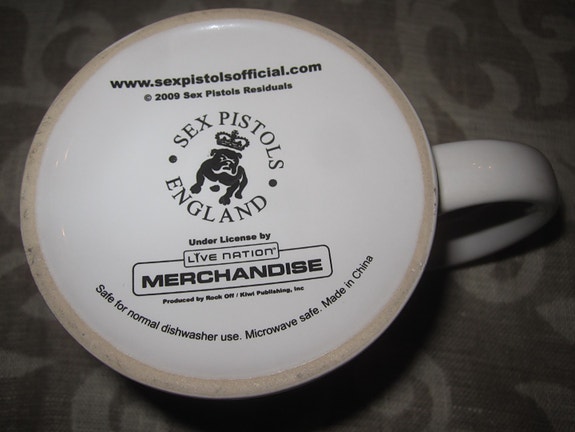 www.sexpistolsofficial.com
© 2009 Sex Pistols Residuals
• SEX PISTOLS •
ENGLAND
Under License by
LIVE NATION®
MERCHANDISE
Produced by Rock Off / Kiwi Publishing, Inc
Safe for normal dishwasher use. Microwave safe. Made in China